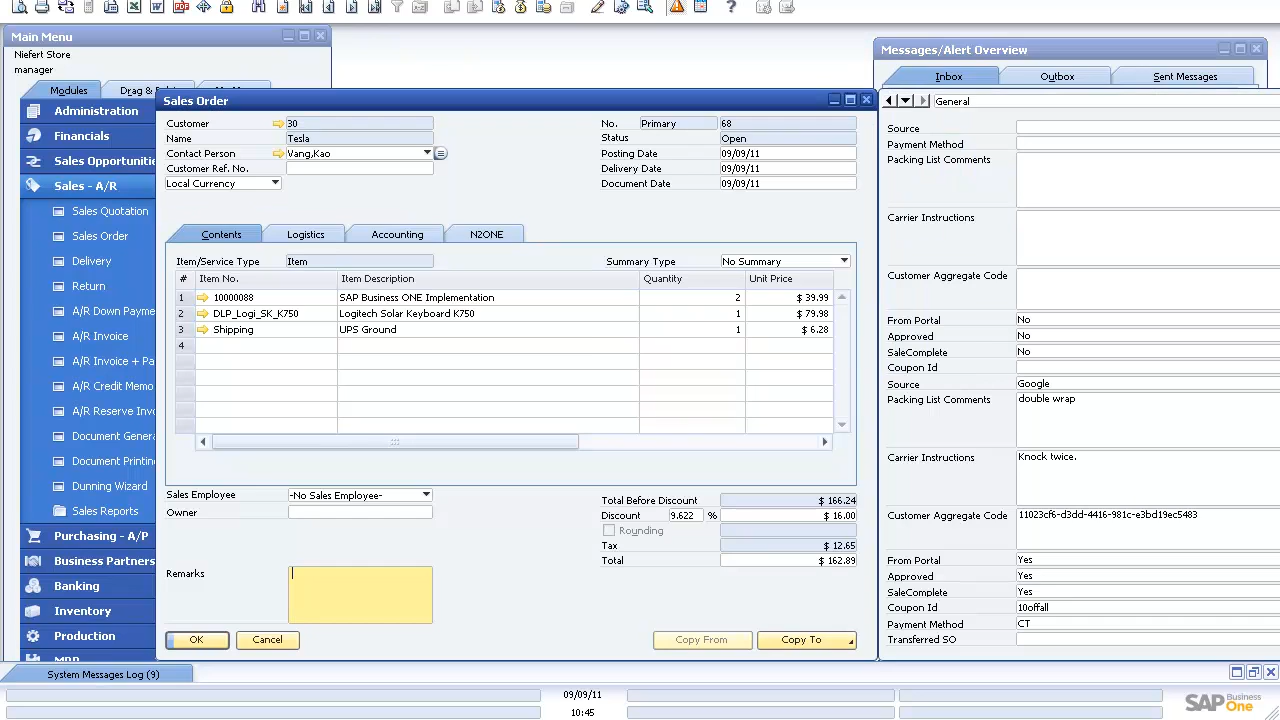 Main Menu
Niefert Store
manager
Modules
Drag &
Administration
Financials
Sales Opportunitie
Sales - A/R
Sales Quotation
Sales Order
Delivery
Return
A/R Down Payme
A/R Invoice
A/R Invoice + Pa
A/R Credit Memo
A/R Reserve Invo
Document Genera
Document Printin
Dunning Wizard
Sales Reports
Purchasing - A/P
Business Partners
Banking
Inventory
Production
MRP
Sales Order
Customer 30
Name Tesla
Contact Person Wang,Kao
Customer Ref. No.
Local Currency
No. Primary 68
Status Open
Posting Date 09/09/11
Delivery Date 09/09/11
Document Date 09/09/11
Contents Logistics Accounting N2ONE
Item/Service Type Item
Summary Type No Summary
# Item No. Item Description Quantity Unit Price
1 10000088 SAP Business ONE Implementation 2 $ 39.99
2 DLP_Logi_SK_K750 Logitech Solar Keyboard K750 1 $ 79.98
3 Shipping UPS Ground 1 $ 6.28
4
Sales Employee -No Sales Employee-
Owner
Remarks
Total Before Discount $ 166.24
Discount 9.622 % $ 16.00
Rounding
Tax $ 12.65
Total $ 162.89
OK Cancel Copy From Copy To
Messages/Alert Overview
Inbox Outbox Sent Messages
General
Source
Payment Method
Packing List Comments
Carrier Instructions
Customer Aggregate Code
From Portal No
Approved No
SaleComplete No
Coupon Id
Source Google
Packing List Comments double wrap
Carrier Instructions Knock twice.
Customer Aggregate Code 11023cf6-d3dd-4416-981c-e3bd19ec5483
From Portal Yes
Approved Yes
SaleComplete Yes
Coupon Id 10offall
Payment Method CT
Transferred SO
System Messages Log (9)
09/09/11
10:45
SAP Business One